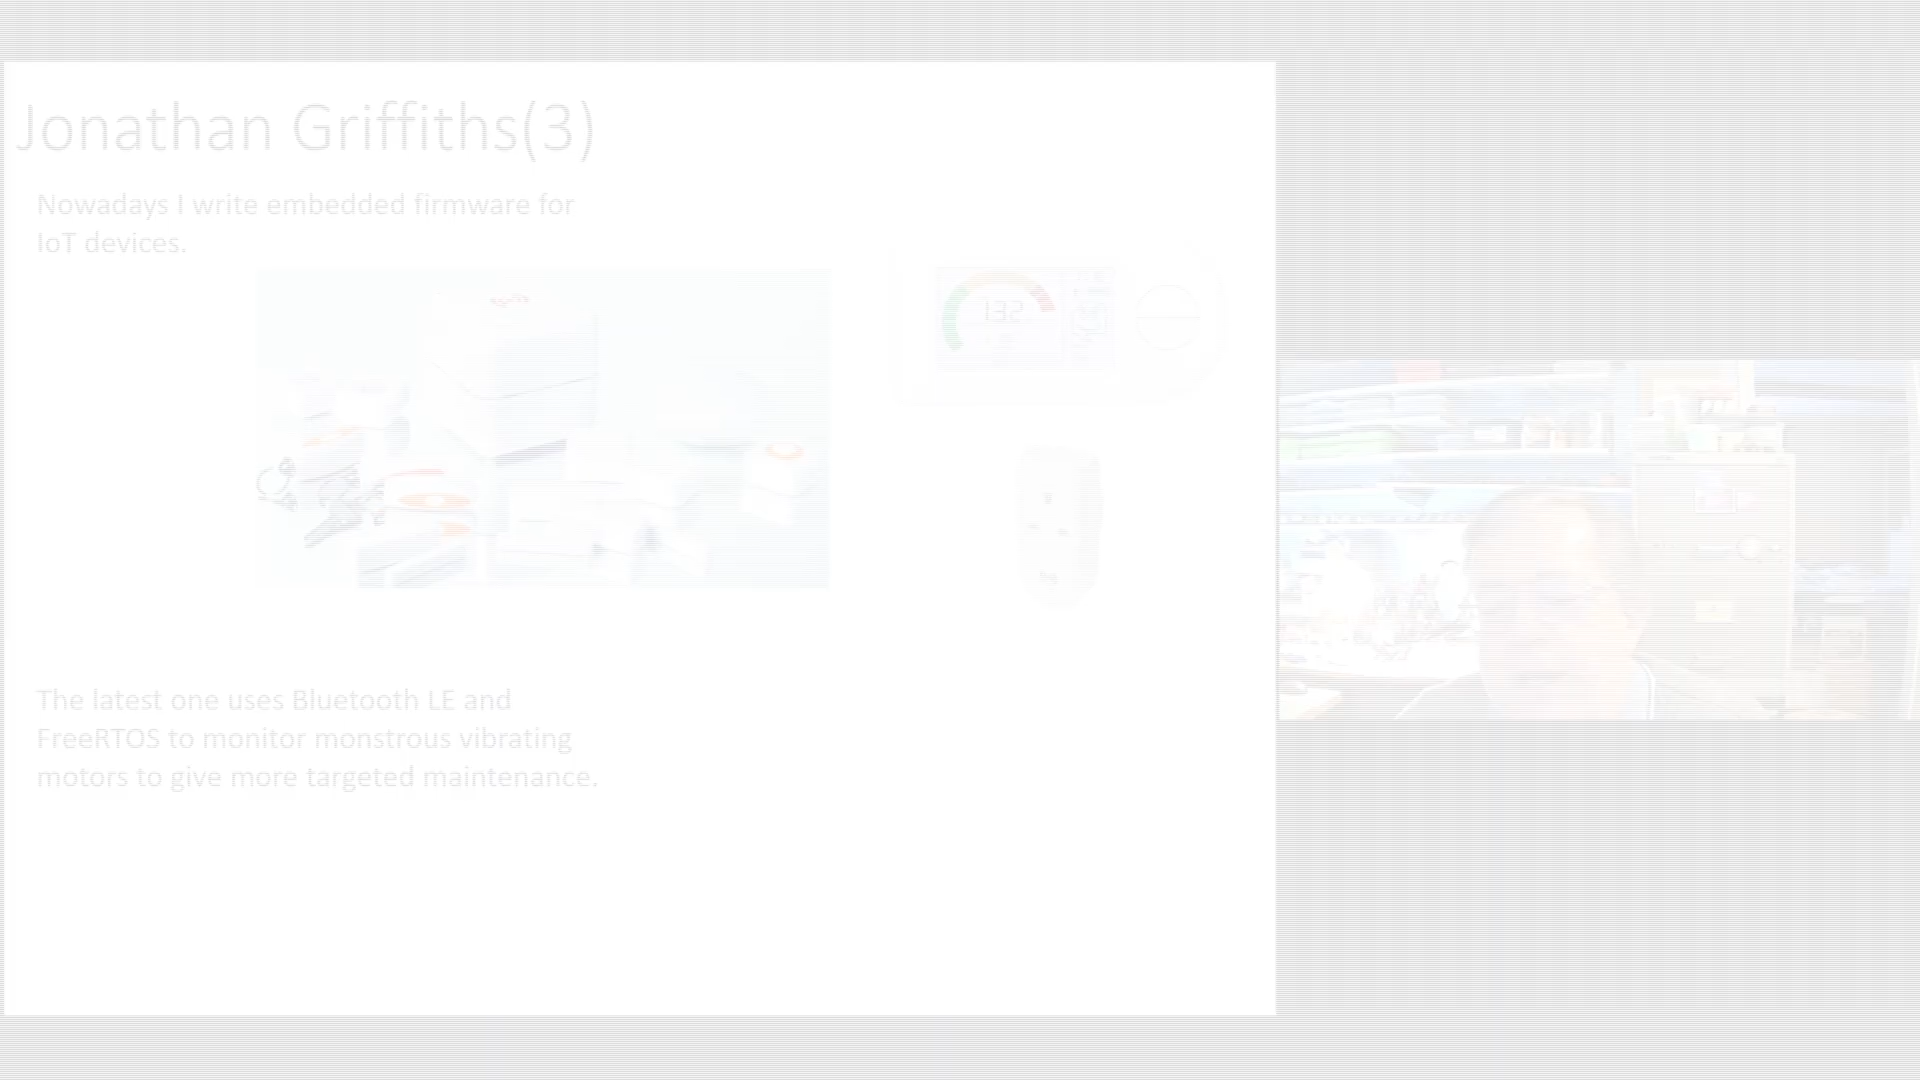 Jonathan Griffiths(3)
Nowadays I write embedded firmware for
IoT devices.
132
The latest one uses Bluetooth LE and
FreeRTOS to monitor monstrous vibrating
motors to give more targeted maintenance.